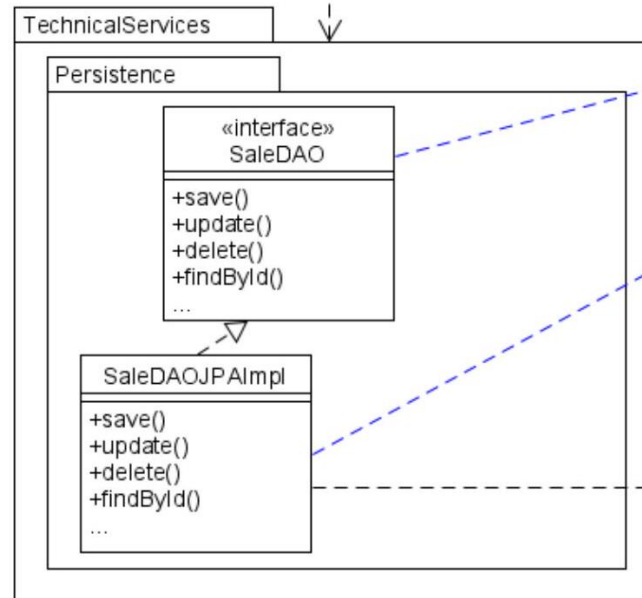 TechnicalServices
Persistence
«interface»
SaleDAO
+save()
+update()
+delete()
+findById()
...
SaleDAOJPAImpl
+save()
+update()
+delete()
+findById()
...